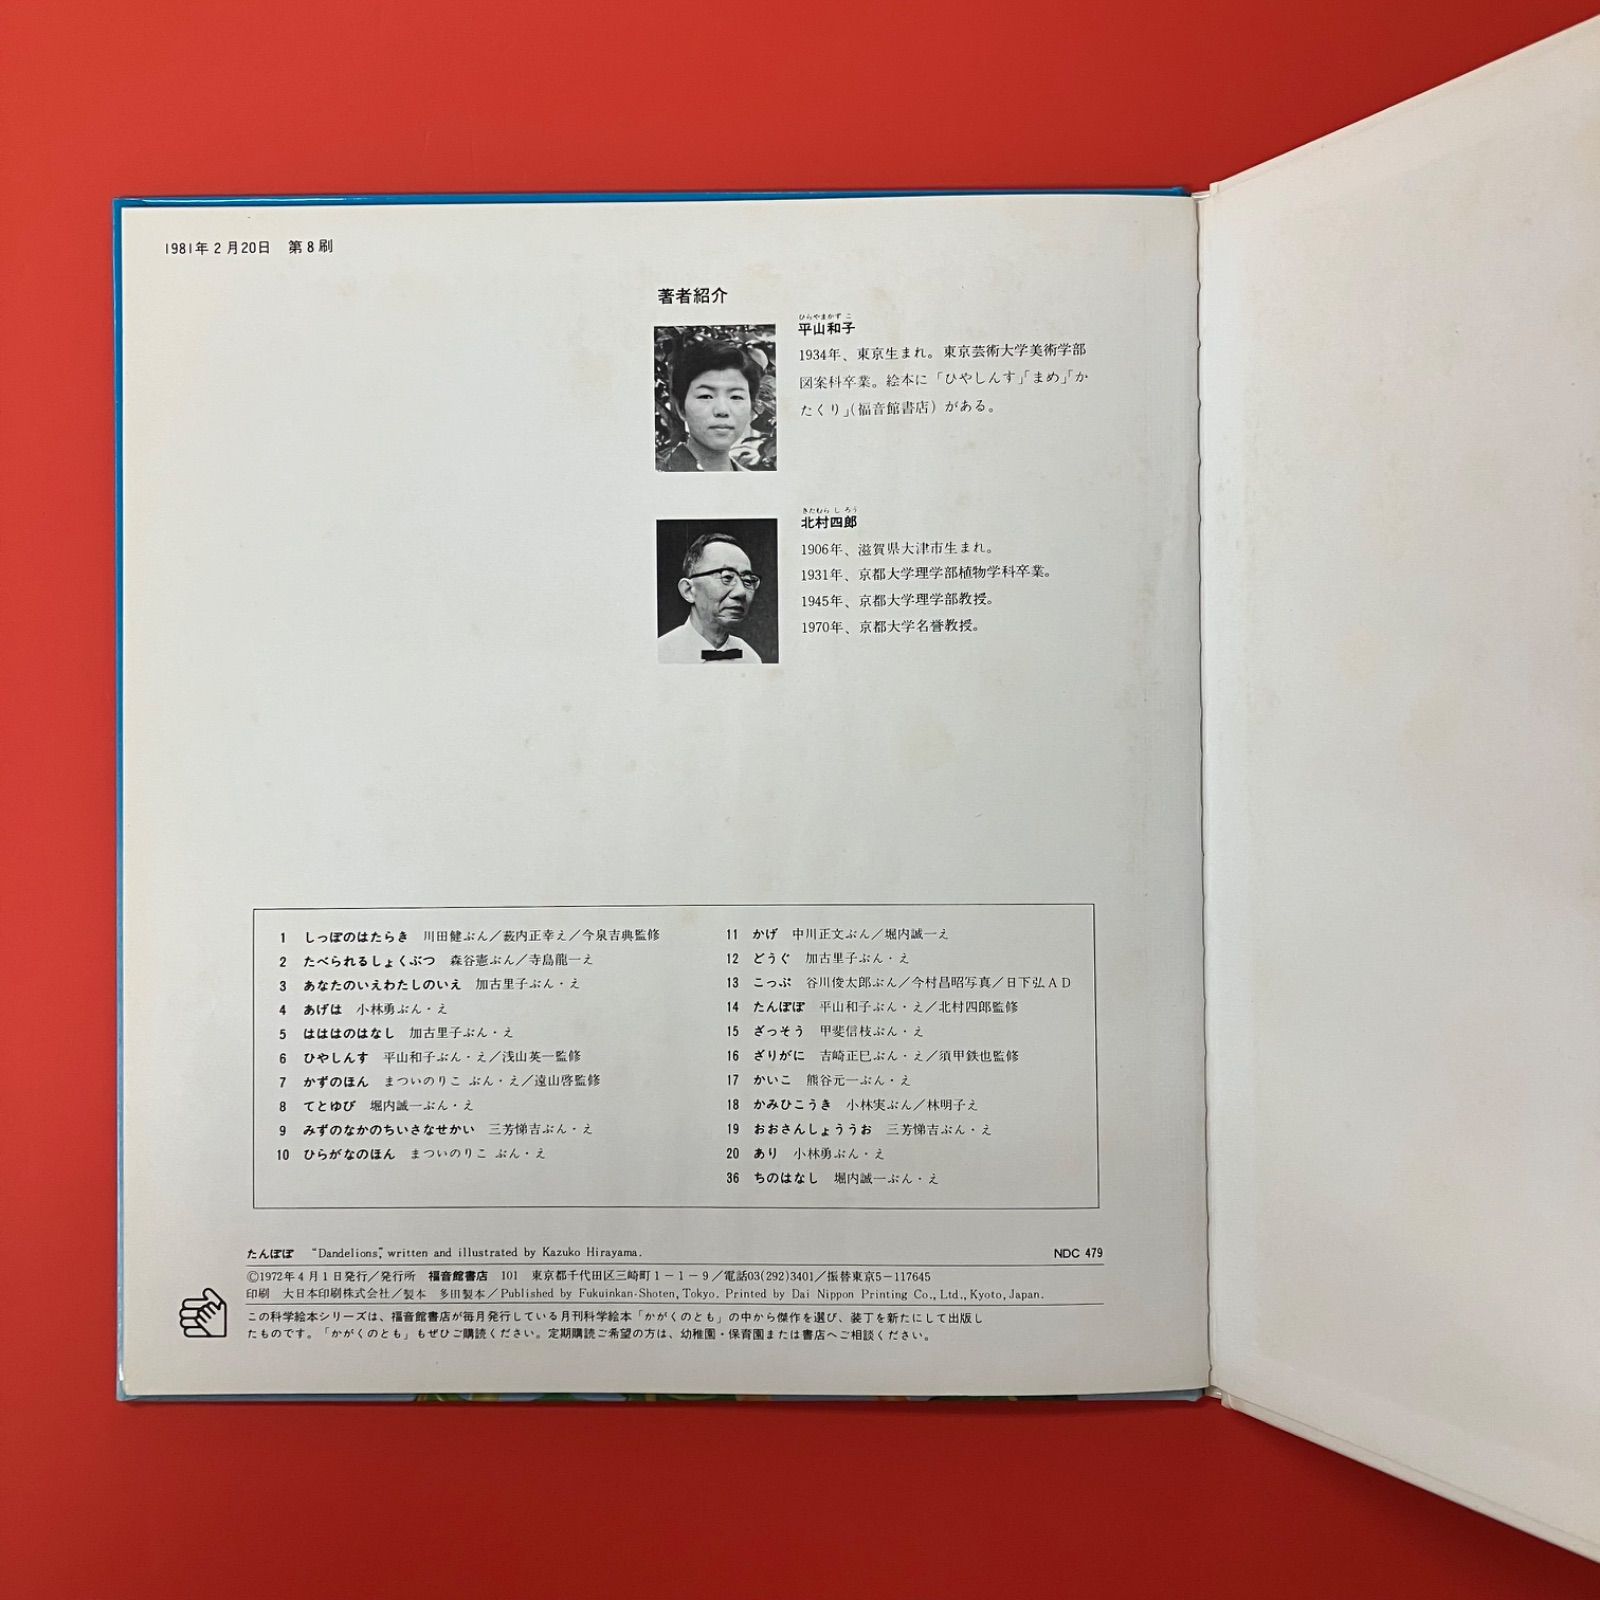 1981年2月20日　第8刷
著者紹介
ひらやまかずこ
平山和子
1934年、東京生まれ。東京芸術大学美術学部
図案科卒業。絵本に「ひやしんす」「まめ」「か
たくり」(福音館書店）がある。
きたむらしろう
北村四郎
1906年、滋賀県大津市生まれ。
1931年、京都大学理学部植物学科卒業。
1945年、京都大学理学部教授。
1970年、京都大学名誉教授。
1　しっぽのはたらき　川田健ぶん／薮内正幸え／今泉吉典監修
2　たべられるしょくぶつ　森谷憲ぶん／寺島龍一え
3　あなたのいえわたしのいえ　加古里子ぶん・え
4　あげは　小林勇ぶん・え
5　はははのはなし　加古里子ぶん・え
6　ひやしんす　平山和子ぶん・え／浅山英一監修
7　かずのほん　まついのりこ ぶん・え／遠山啓監修
8　てとゆび　堀内誠一ぶん・え
9　みずのなかのちいさなせかい　三芳悌吉ぶん・え
10　ひらがなのほん　まついのりこ ぶん・え
11　かげ　中川正文ぶん／堀内誠一え
12　どうぐ　加古里子ぶん・え
13　こっぷ　谷川俊太郎ぶん／今村昌昭写真／日下弘ＡＤ
14　たんぽぽ　平山和子ぶん・え／北村四郎監修
15　ざっそう　甲斐信枝ぶん・え
16　ざりがに　吉崎正巳ぶん・え／須甲鉄也監修
17　かいこ　熊谷元一ぶん・え
18　かみひこうき　小林実ぶん／林明子え
19　おおさんしょううお　三芳悌吉ぶん・え
20　あり　小林勇ぶん・え
36　ちのはなし　堀内誠一ぶん・え
たんぽぽ　“Dandelions,” written and illustrated by Kazuko Hirayama.　NDC 479
©1972年4月1日発行／発行所　福音館書店　101　東京都千代田区三崎町1－1－9／電話03(292)3401／振替東京5－117645
印刷　大日本印刷株式会社／製本　多田製本／Published by Fukuinkan-Shoten, Tokyo. Printed by Dai Nippon Printing Co., Ltd., Kyoto, Japan.
この科学絵本シリーズは、福音館書店が毎月発行している月刊科学絵本「かがくのとも」の中から傑作を選び、装丁を新たにして出版し
たものです。「かがくのとも」もぜひご購読ください。定期購読ご希望の方は、幼稚園・保育園または書店へご相談ください。